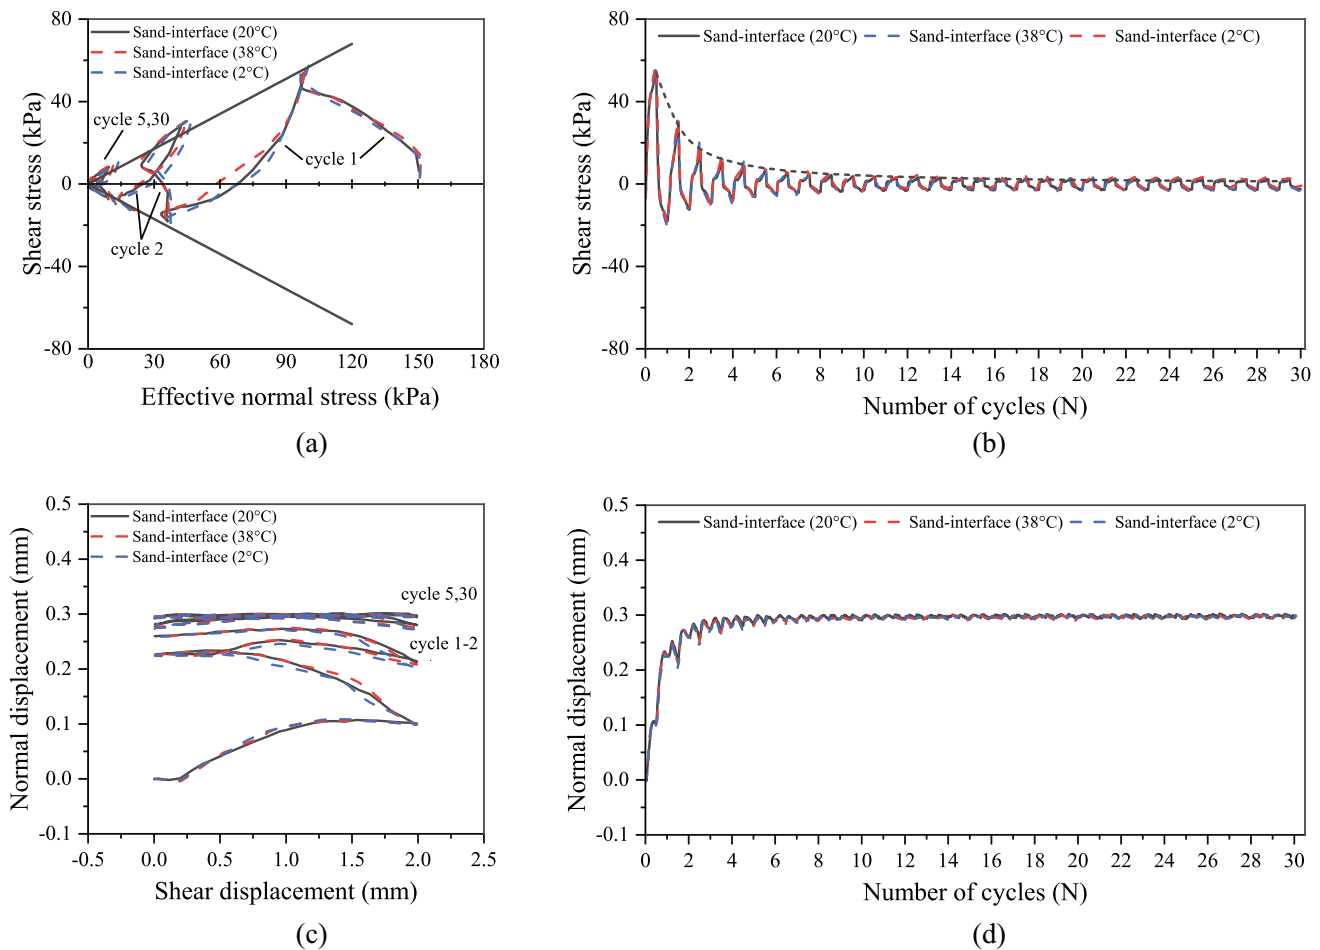 80
40
0
-40
-80
Shear stress (kPa)
Sand-interface (20°C)
Sand-interface (38°C)
Sand-interface (2°C)
cycle 5,30
cycle 1
cycle 2
0 30 60 90 120 150 180
Effective normal stress (kPa)
(a)
80
40
0
-40
-80
Shear stress (kPa)
Sand-interface (20°C) Sand-interface (38°C) Sand-interface (2°C)
0 2 4 6 8 10 12 14 16 18 20 22 24 26 28 30
Number of cycles (N)
(b)
0.5
0.4
0.3
0.2
0.1
0.0
-0.1
Normal displacement (mm)
Sand-interface (20°C)
Sand-interface (38°C)
Sand-interface (2°C)
cycle 5,30
cycle 1-2
-0.5 0.0 0.5 1.0 1.5 2.0 2.5
Shear displacement (mm)
(c)
0.5
0.4
0.3
0.2
0.1
0.0
-0.1
Normal displacement (mm)
Sand-interface (20°C) Sand-interface (38°C) Sand-interface (2°C)
0 2 4 6 8 10 12 14 16 18 20 22 24 26 28 30
Number of cycles (N)
(d)